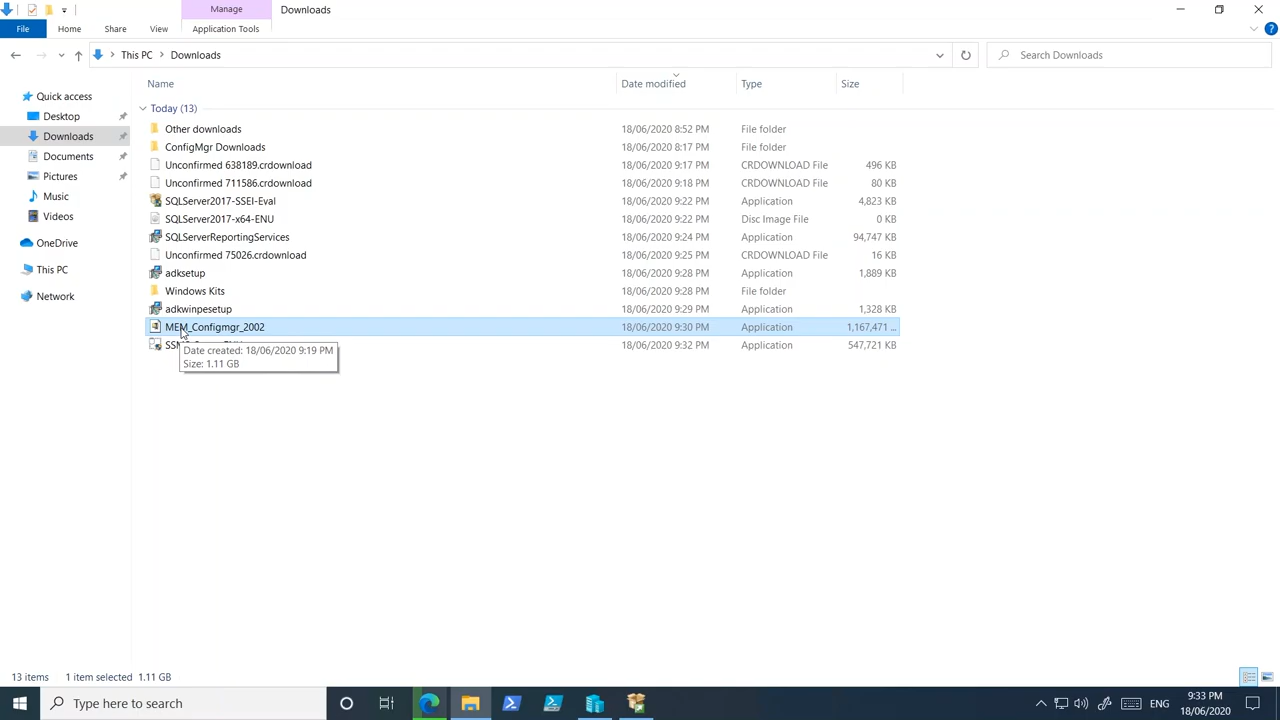 Manage
Downloads
File
Home
Share
View
Application Tools
This PC
Downloads
Search Downloads
Name
Date modified
Type
Size
Quick access
Desktop
Downloads
Documents
Pictures
Music
Videos
OneDrive
This PC
Network
Today (13)
Other downloads 18/06/2020 8:52 PM File folder
ConfigMgr Downloads 18/06/2020 8:17 PM File folder
Unconfirmed 638189.crdownload 18/06/2020 9:17 PM CRDOWNLOAD File 496 KB
Unconfirmed 711586.crdownload 18/06/2020 9:18 PM CRDOWNLOAD File 80 KB
SQLServer2017-SSEI-Eval 18/06/2020 9:22 PM Application 4,823 KB
SQLServer2017-x64-ENU 18/06/2020 9:22 PM Disc Image File 0 KB
SQLServerReportingServices 18/06/2020 9:24 PM Application 94,747 KB
Unconfirmed 75026.crdownload 18/06/2020 9:25 PM CRDOWNLOAD File 16 KB
adksetup 18/06/2020 9:28 PM Application 1,889 KB
Windows Kits 18/06/2020 9:28 PM File folder
adkwinpesetup 18/06/2020 9:29 PM Application 1,328 KB
MEM_Configmgr_2002 18/06/2020 9:30 PM Application 1,167,471 ...
18/06/2020 9:32 PM Application 547,721 KB
Date created: 18/06/2020 9:19 PM
Size: 1.11 GB
13 items 1 item selected 1.11 GB
Type here to search
ENG
9:33 PM
18/06/2020